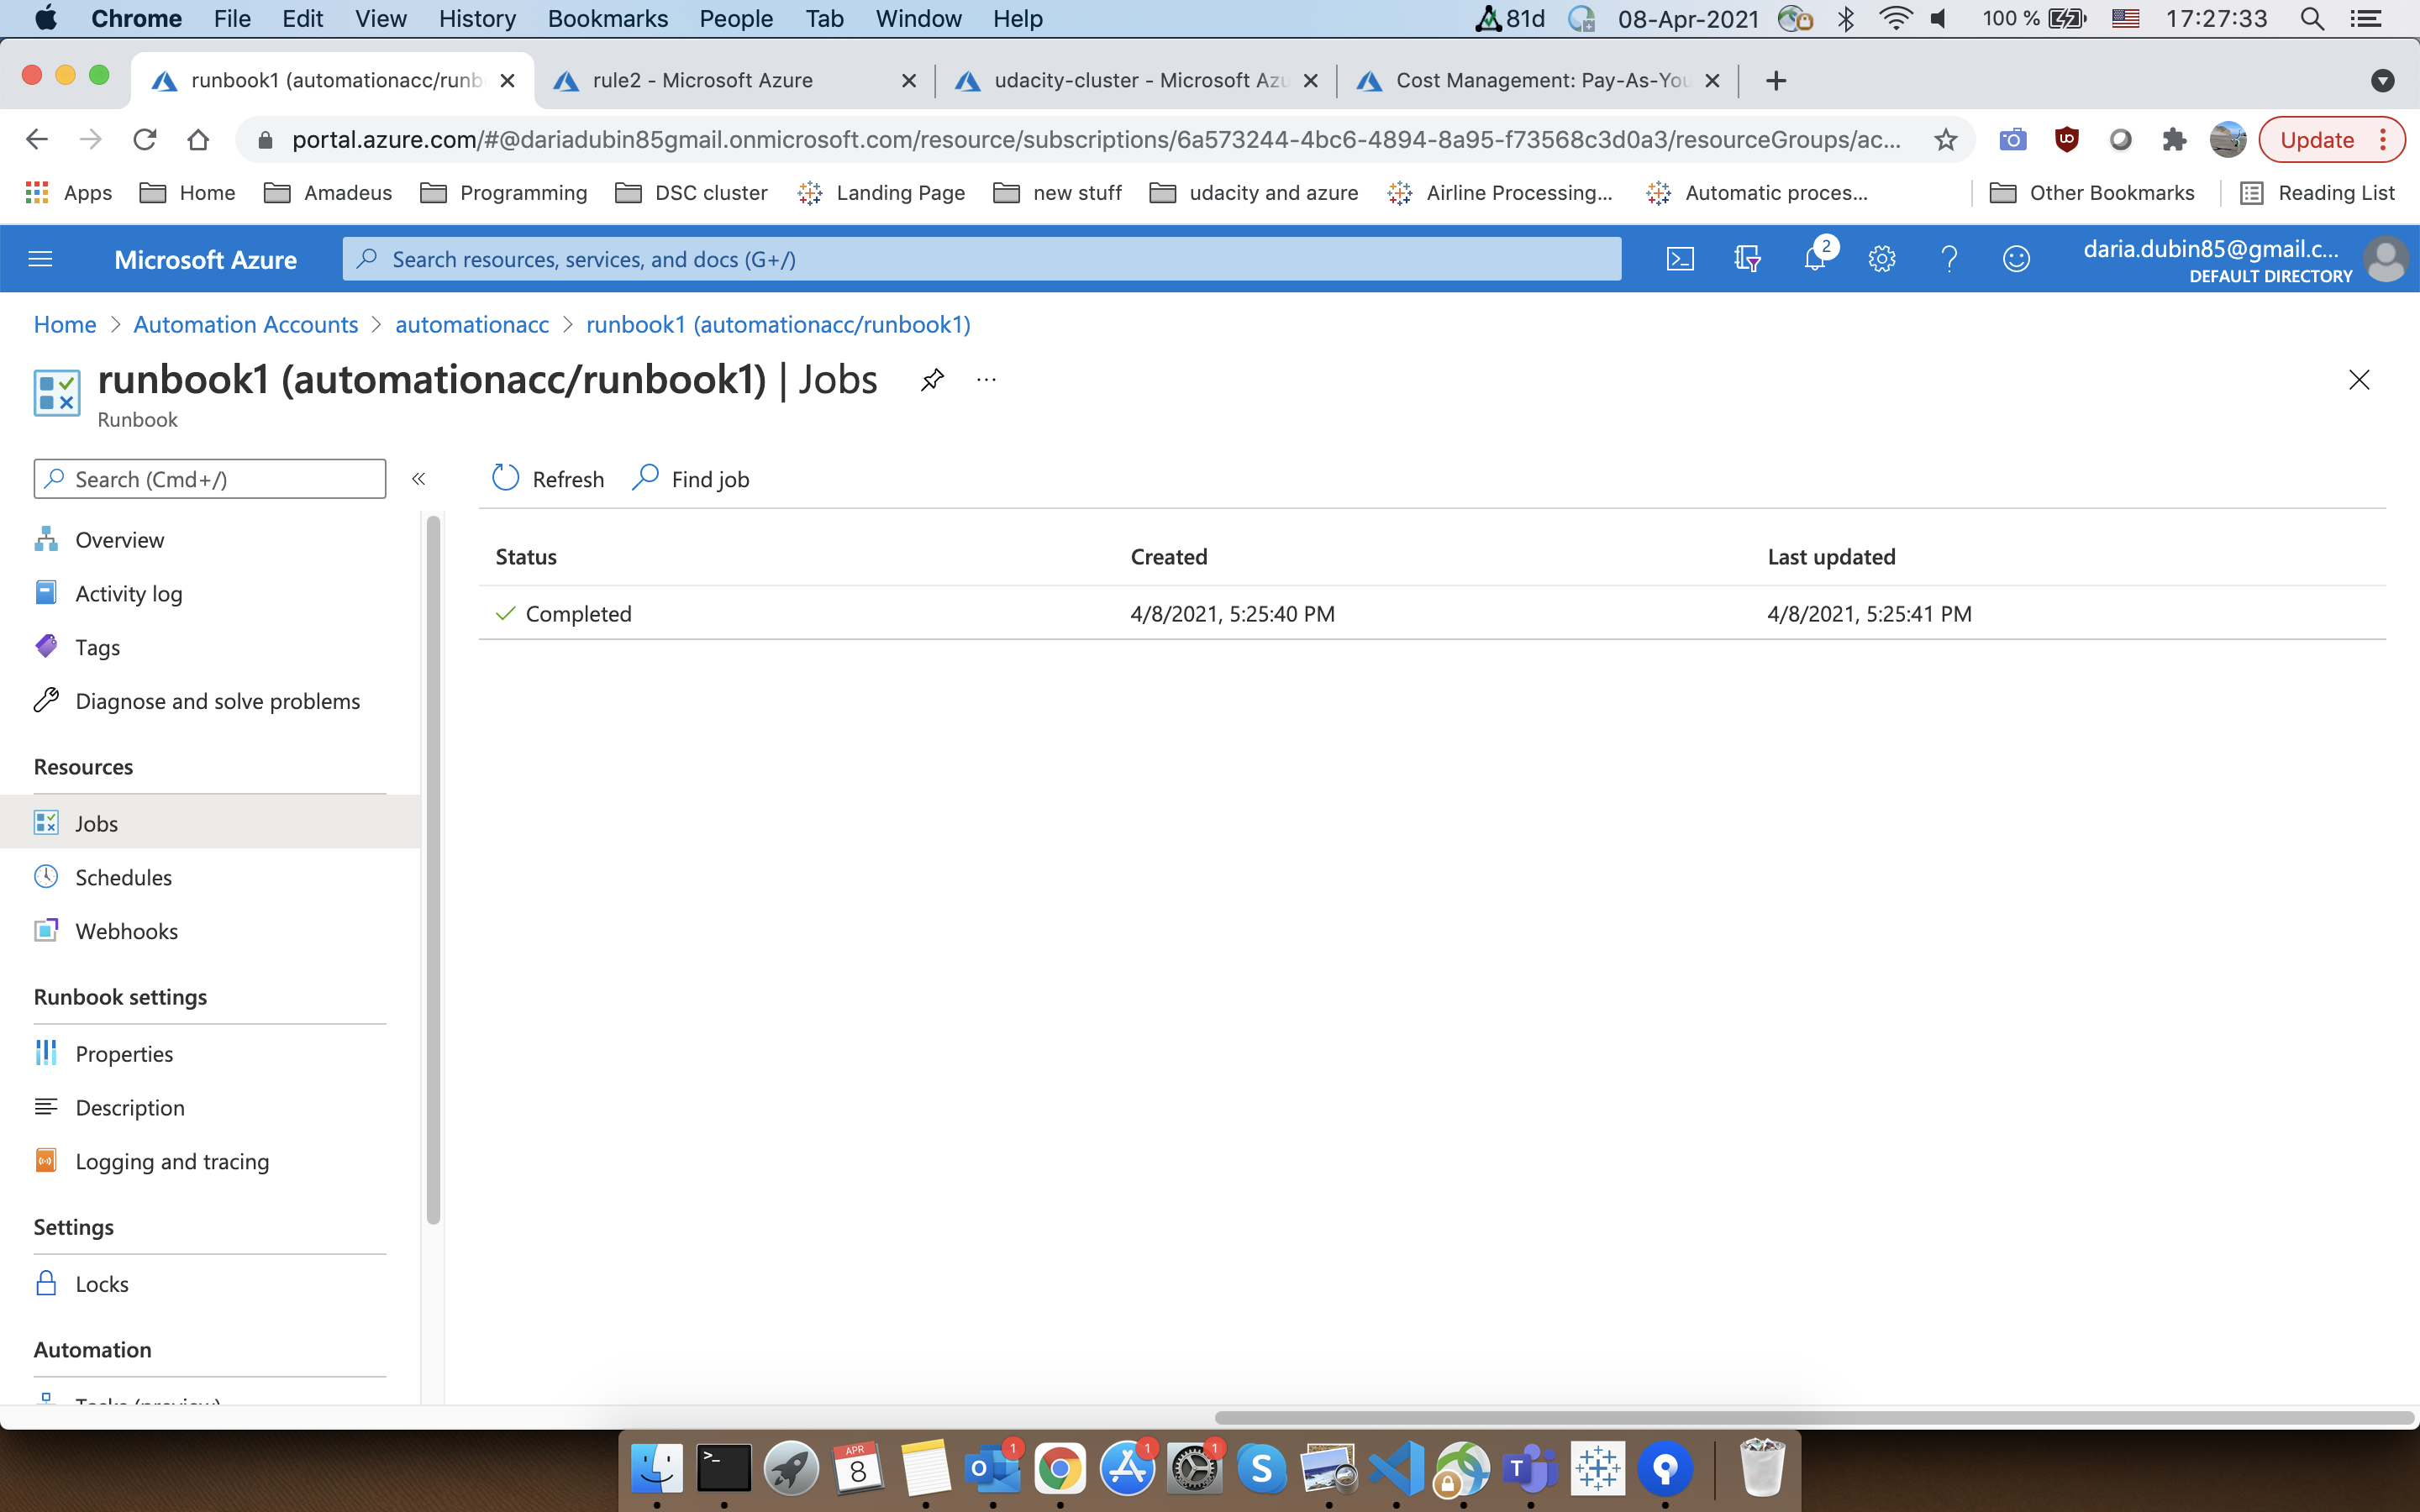 Chrome File Edit View History Bookmarks People Tab Window Help 81d 08-Apr-2021 100 % 17:27:33
runbook1 (automationacc/runb rule2 - Microsoft Azure udacity-cluster - Microsoft Azu Cost Management: Pay-As-You
portal.azure.com/#@dariadubin85gmail.onmicrosoft.com/resource/subscriptions/6a573244-4bc6-4894-8a95-f73568c3d0a3/resourceGroups/ac... Update
Apps Home Amadeus Programming DSC cluster Landing Page new stuff udacity and azure Airline Processing... Automatic proces... Other Bookmarks Reading List
Microsoft Azure Search resources, services, and docs (G+/) 2 daria.dubin85@gmail.c...
DEFAULT DIRECTORY
Home > Automation Accounts > automationacc > runbook1 (automationacc/runbook1)
runbook1 (automationacc/runbook1) | Jobs ...
Runbook
Search (Cmd+/) « Refresh Find job
Overview
Activity log
Tags
Diagnose and solve problems
Resources
Jobs
Schedules
Webhooks
Runbook settings
Properties
Description
Logging and tracing
Settings
Locks
Automation
Tasks (preview)
Status Created Last updated
Completed 4/8/2021, 5:25:40 PM 4/8/2021, 5:25:41 PM
APR
8
1
1
1